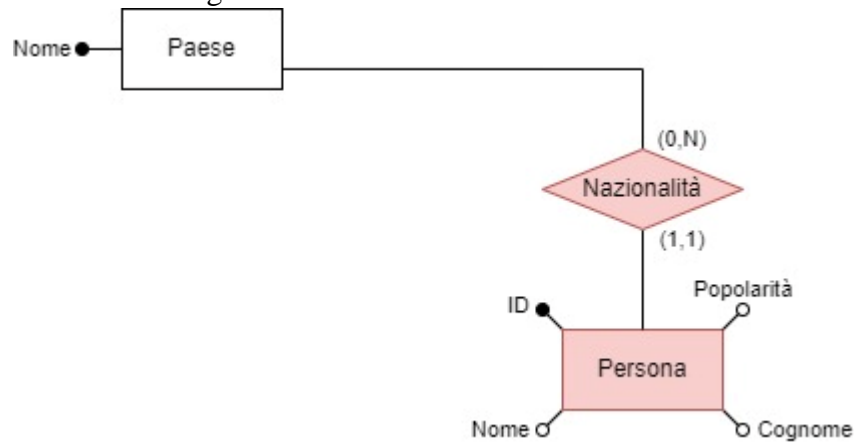 Nome
Paese
(0,N)
Nazionalità
(1,1)
Popolarità
ID
Persona
Nome
Cognome